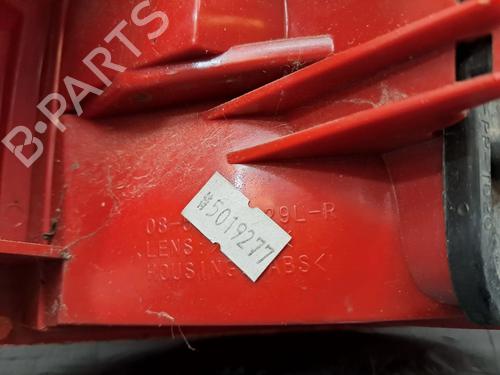 B-PARTS
08- 29L-R
LENS:
HOUSING ABS<
5019277